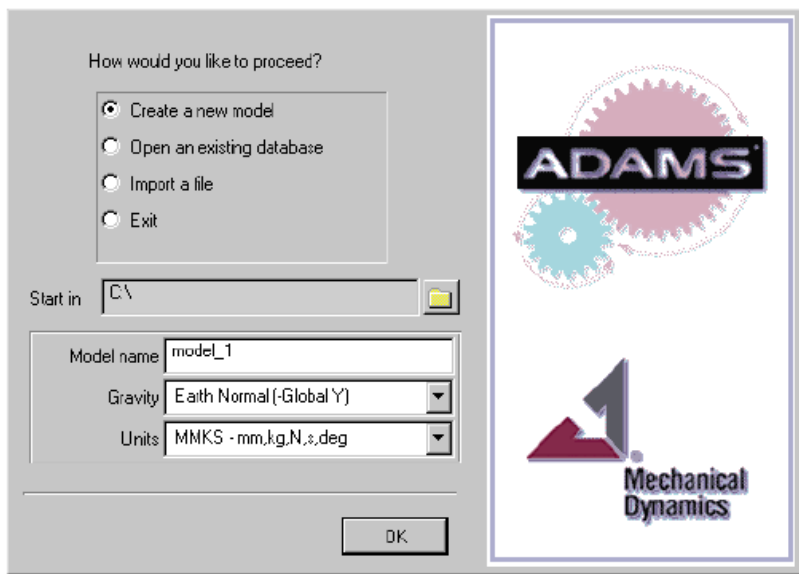 How would you like to proceed?
Create a new model
Open an existing database
Import a file
Exit
Start in C:\
Model name model_1
Gravity Earth Normal (-Global Y)
Units MMKS - mm,kg,N,s,deg
OK
ADAMS
Mechanical
Dynamics